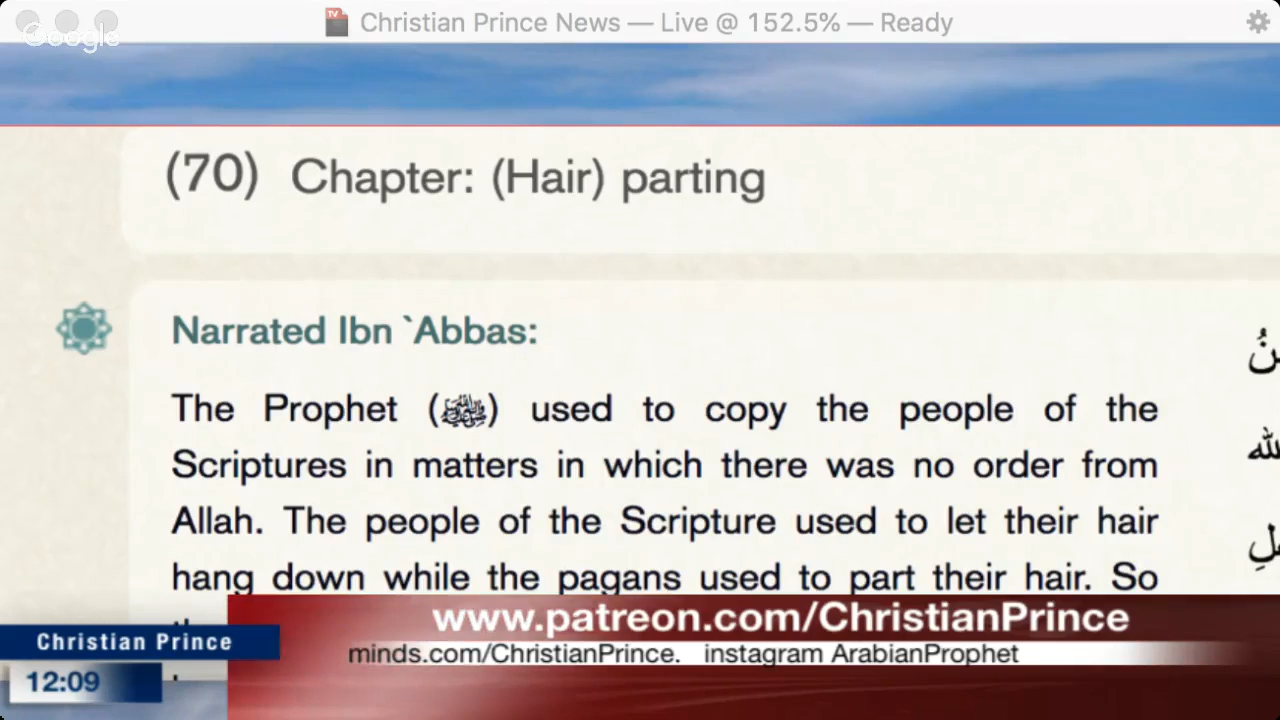 Christian Prince News — Live @ 152.5% — Ready
Google
(70) Chapter: (Hair) parting
Narrated Ibn `Abbas:
The Prophet (ﷺ) used to copy the people of the
Scriptures in matters in which there was no order from
Allah. The people of the Scripture used to let their hair
hang down while the pagans used to part their hair. So
www.patreon.com/ChristianPrince
Christian Prince
minds.com/ChristianPrince. instagram ArabianProphet
12:09